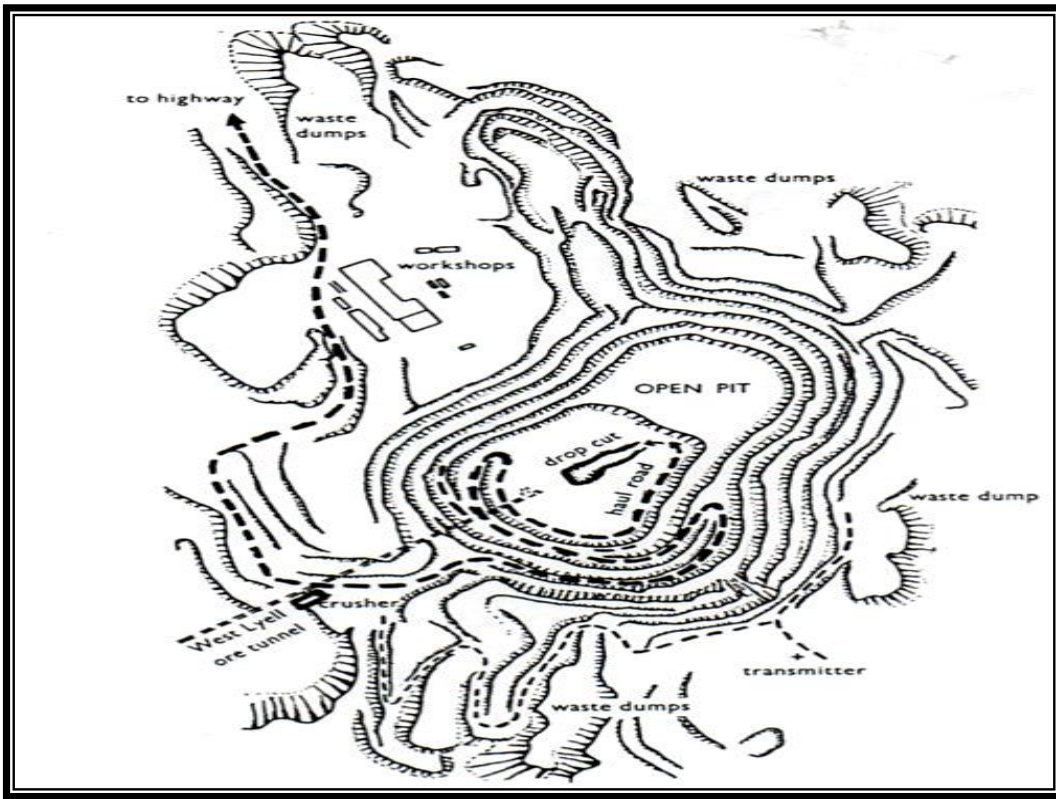 to highway
waste
dumps
waste dumps
workshops
OPEN PIT
drop cut
haul road
waste dump
crusher
West Lyell
ore tunnel
transmitter
waste dumps